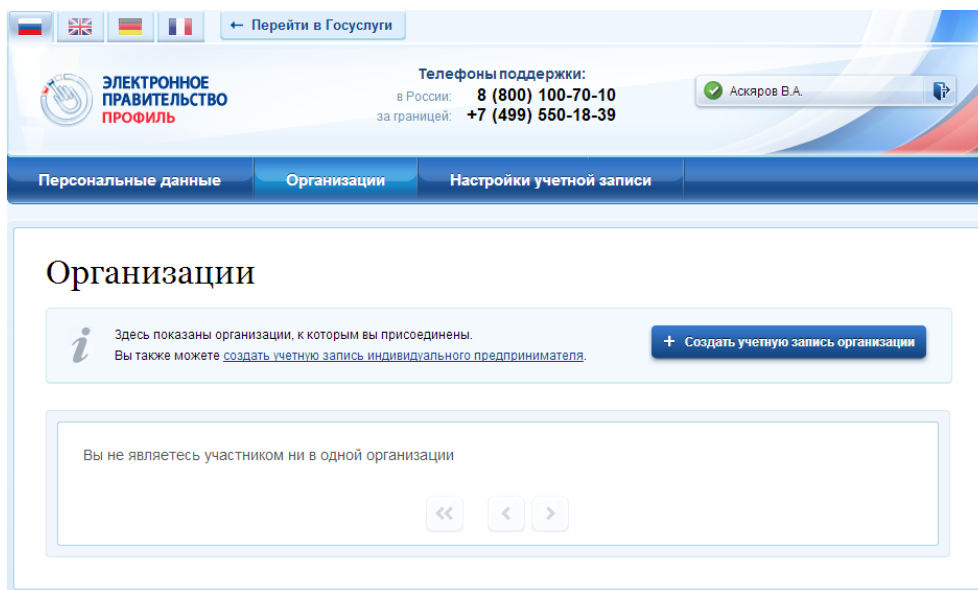 ← Перейти в Госуслуги
ЭЛЕКТРОННОЕ
ПРАВИТЕЛЬСТВО
ПРОФИЛЬ
Телефоны поддержки:
в России: 8 (800) 100-70-10
за границей: +7 (499) 550-18-39
Аскяров В.А.
Персональные данные Организации Настройки учетной записи
Организации
Здесь показаны организации, к которым вы присоединены.
Вы также можете создать учетную запись индивидуального предпринимателя.
+ Создать учетную запись организации
Вы не являетесь участником ни в одной организации